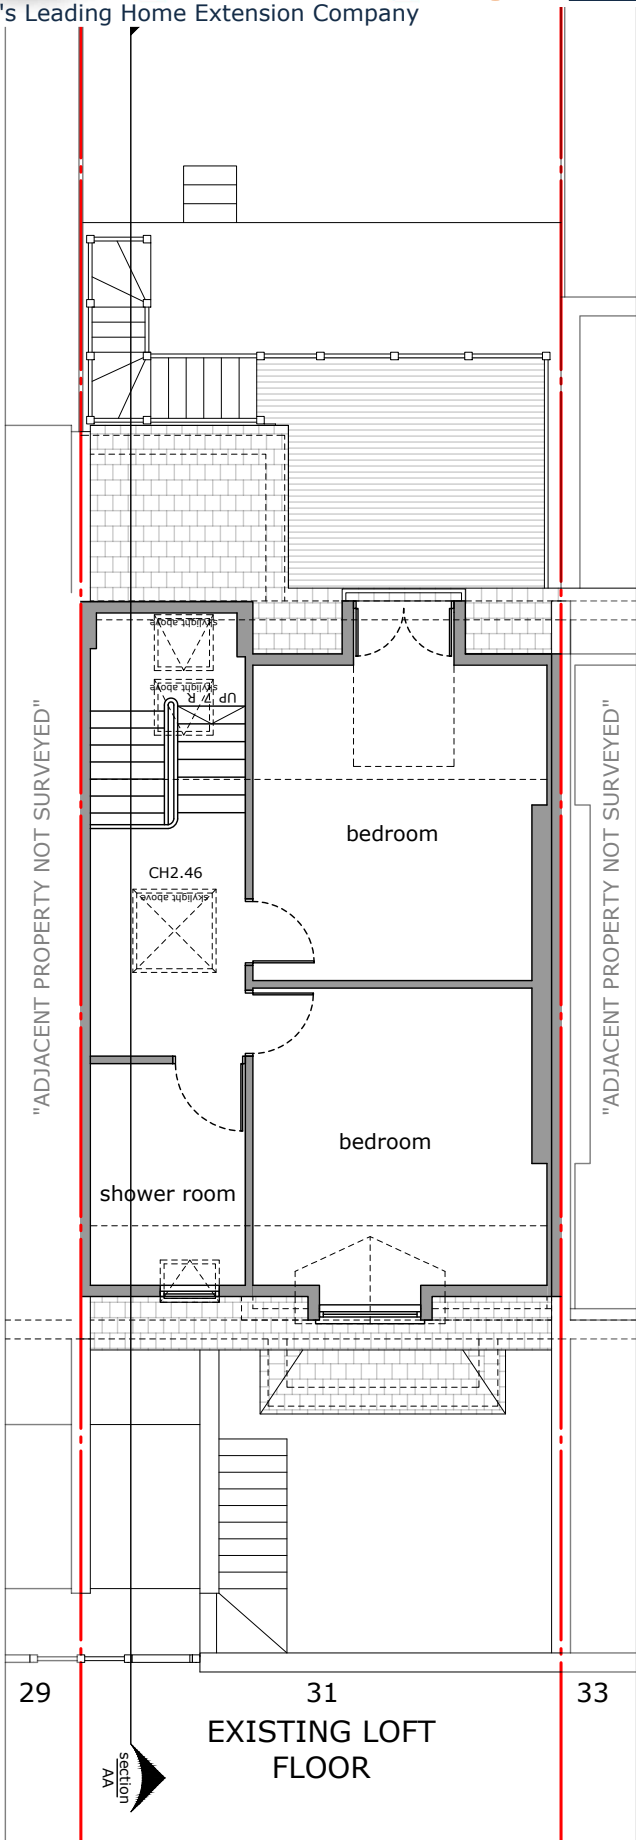 's Leading Home Extension Company
skylight above
skylight above
UP 7 R
"ADJACENT PROPERTY NOT SURVEYED"
"ADJACENT PROPERTY NOT SURVEYED"
bedroom
CH2.46
skylight above
bedroom
shower room
29
31
33
EXISTING LOFT
FLOOR
section
AA